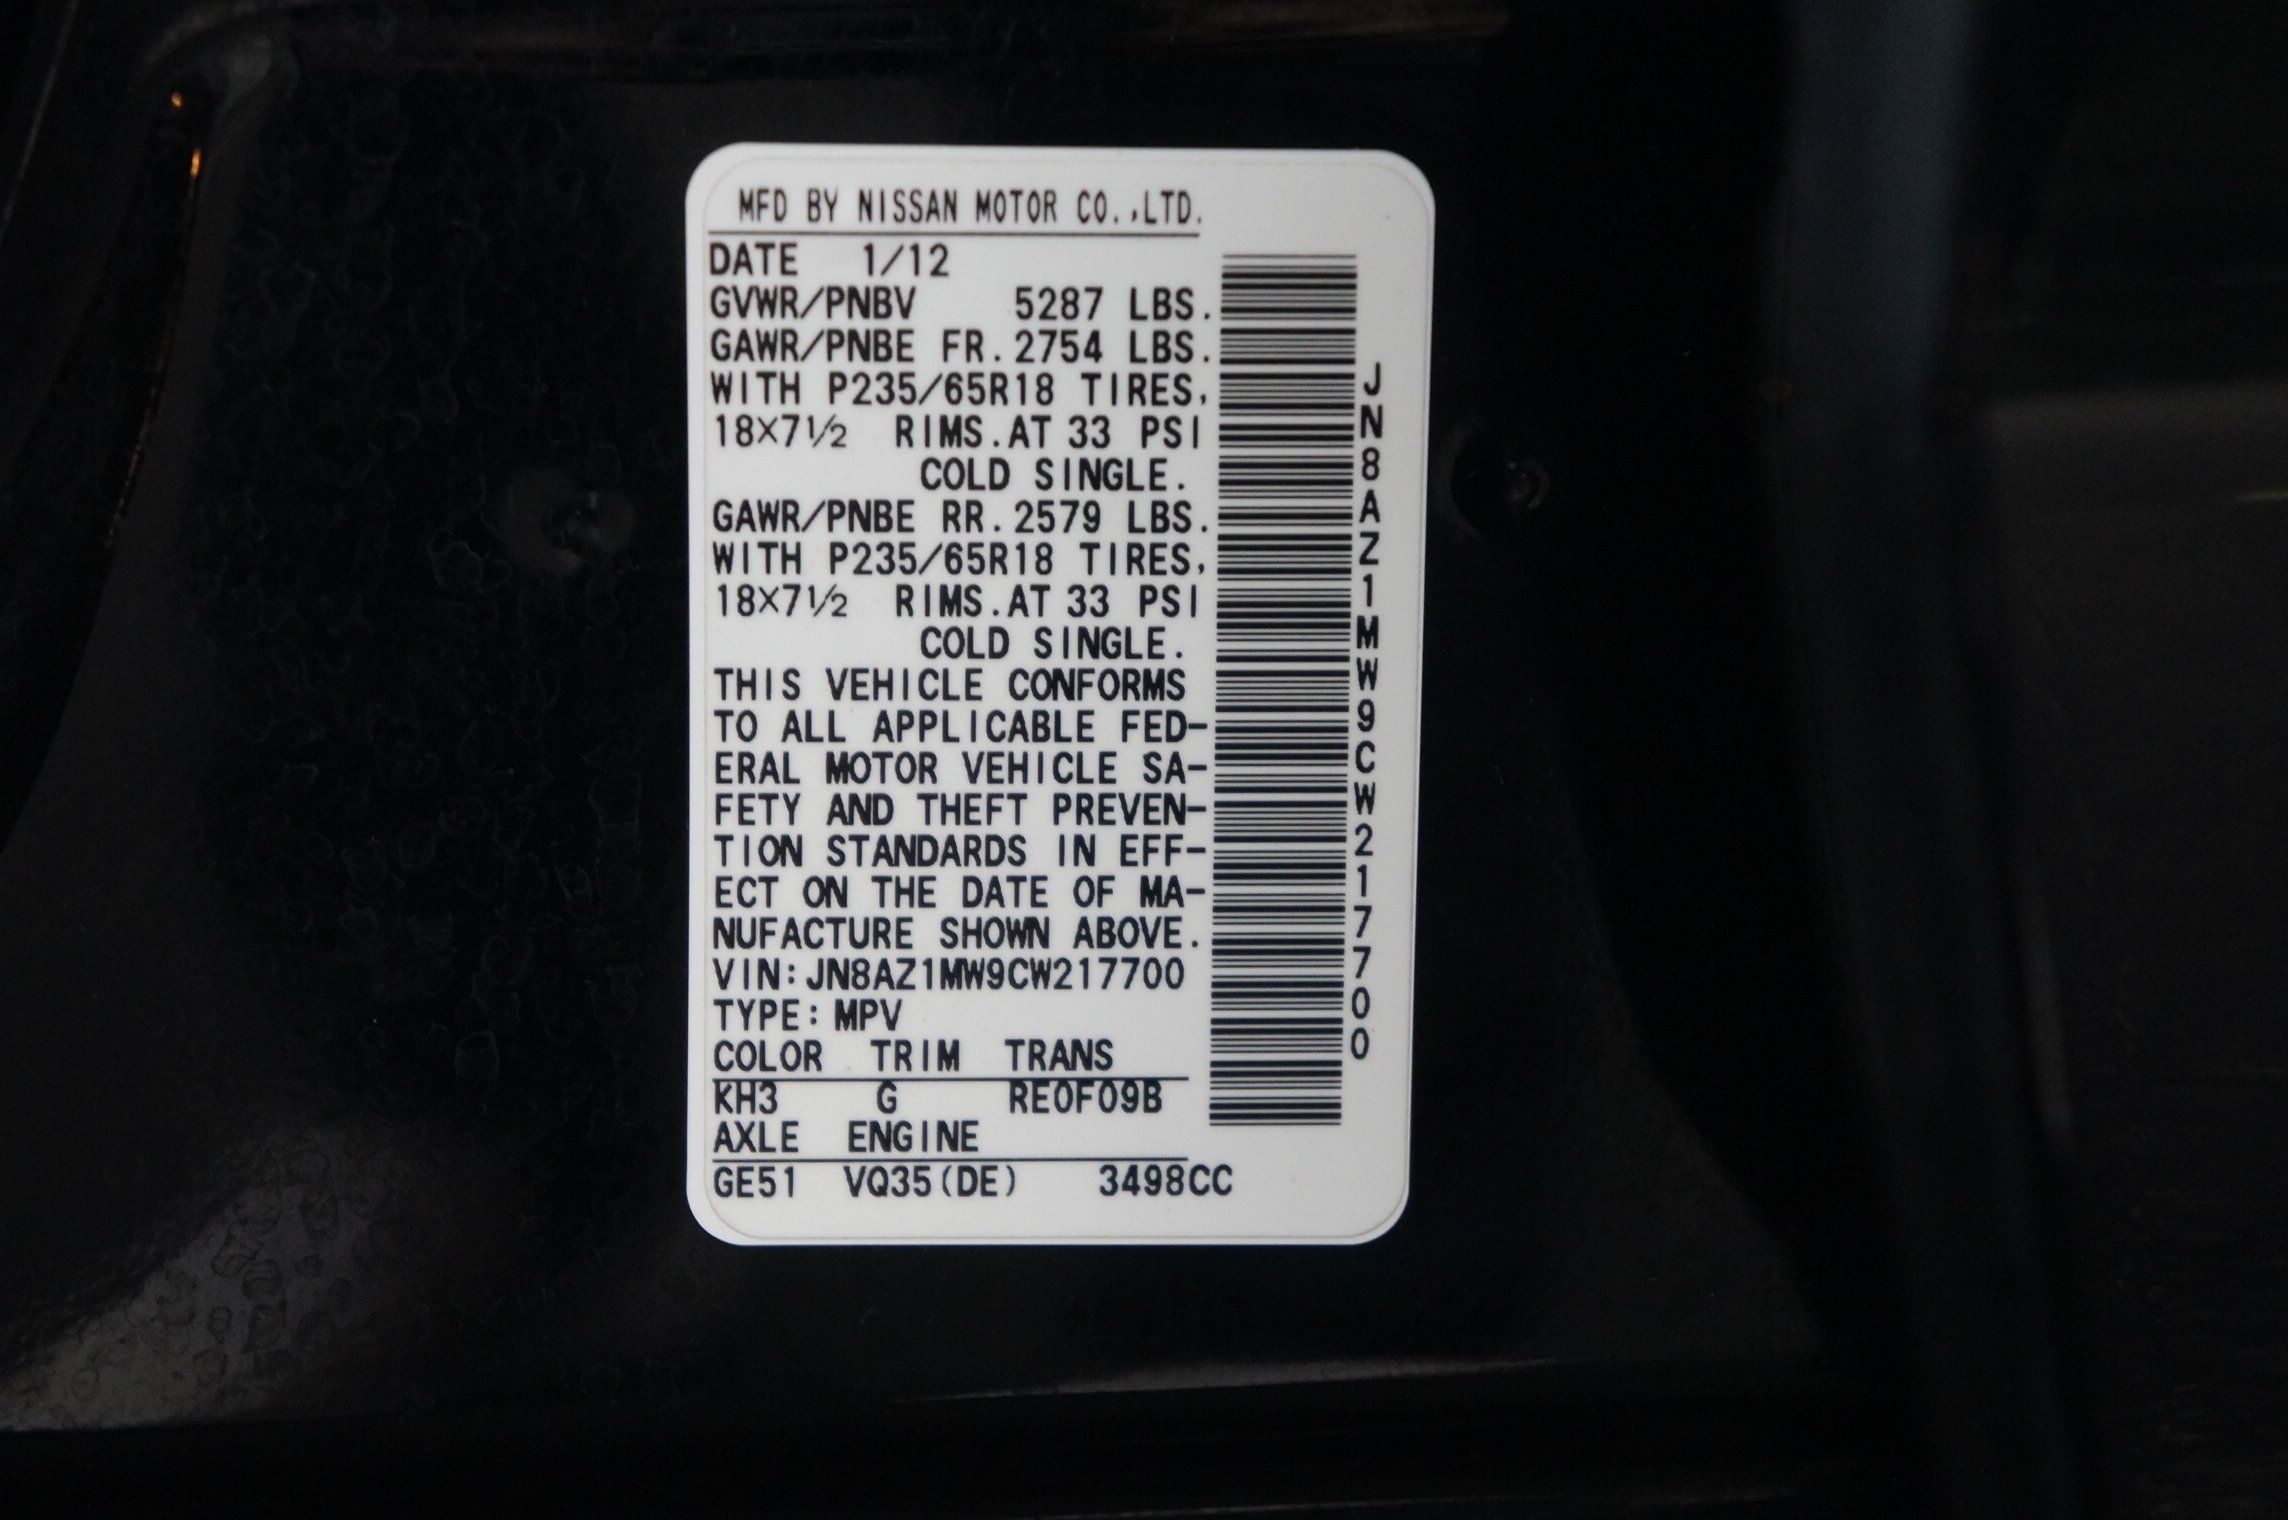 MFD BY NISSAN MOTOR CO.,LTD.
DATE 1/12
GVWR/PNBV 5287 LBS.
GAWR/PNBE FR.2754 LBS.
WITH P235/65R18 TIRES,
18×7½ RIMS.AT 33 PSI
COLD SINGLE.
GAWR/PNBE RR.2579 LBS.
WITH P235/65R18 TIRES,
18×7½ RIMS.AT 33 PSI
COLD SINGLE.
THIS VEHICLE CONFORMS
TO ALL APPLICABLE FED-
ERAL MOTOR VEHICLE SA-
FETY AND THEFT PREVEN-
TION STANDARDS IN EFF-
ECT ON THE DATE OF MA-
NUFACTURE SHOWN ABOVE.
VIN:JN8AZ1MW9CW217700
TYPE:MPV
COLOR TRIM TRANS
KH3 G RE0F09B
AXLE ENGINE
GE51 VQ35(DE) 3498CC
JN8AZ1MW9CW217700